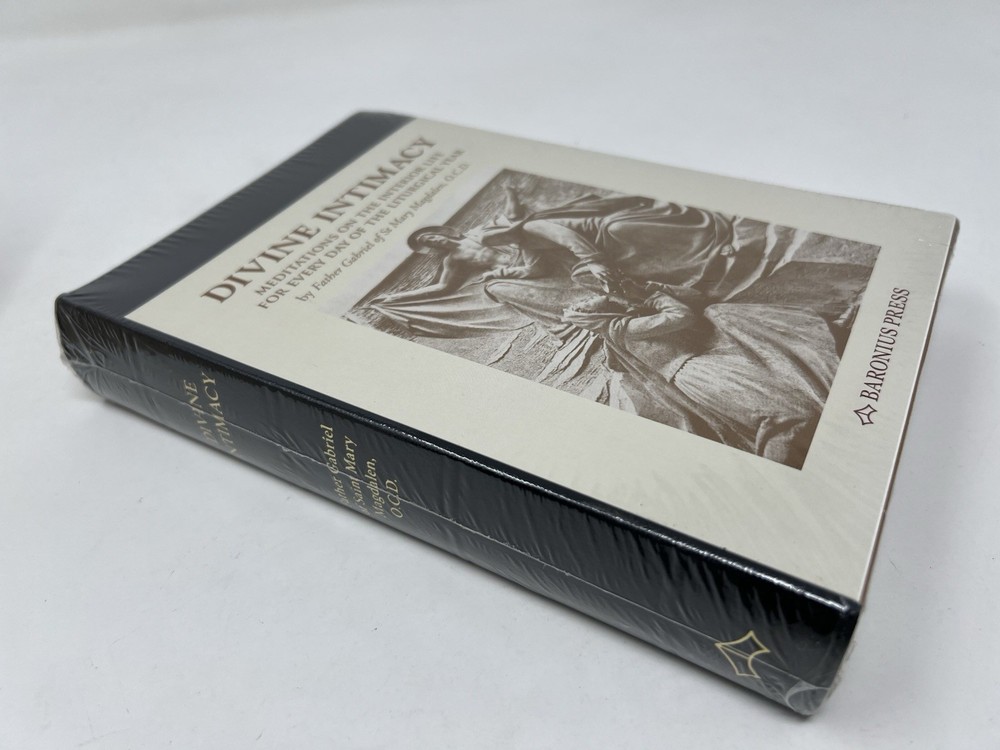 DIVINE INTIMACY
MEDITATIONS ON THE INTERIOR LIFE
FOR EVERY DAY OF THE LITURGICAL YEAR
by Father Gabriel of St Mary Magdalen, O.C.D.
BARONIUS PRESS
DIVINE
INTIMACY
Father Gabriel
of Saint Mary
Magdalen,
O.C.D.